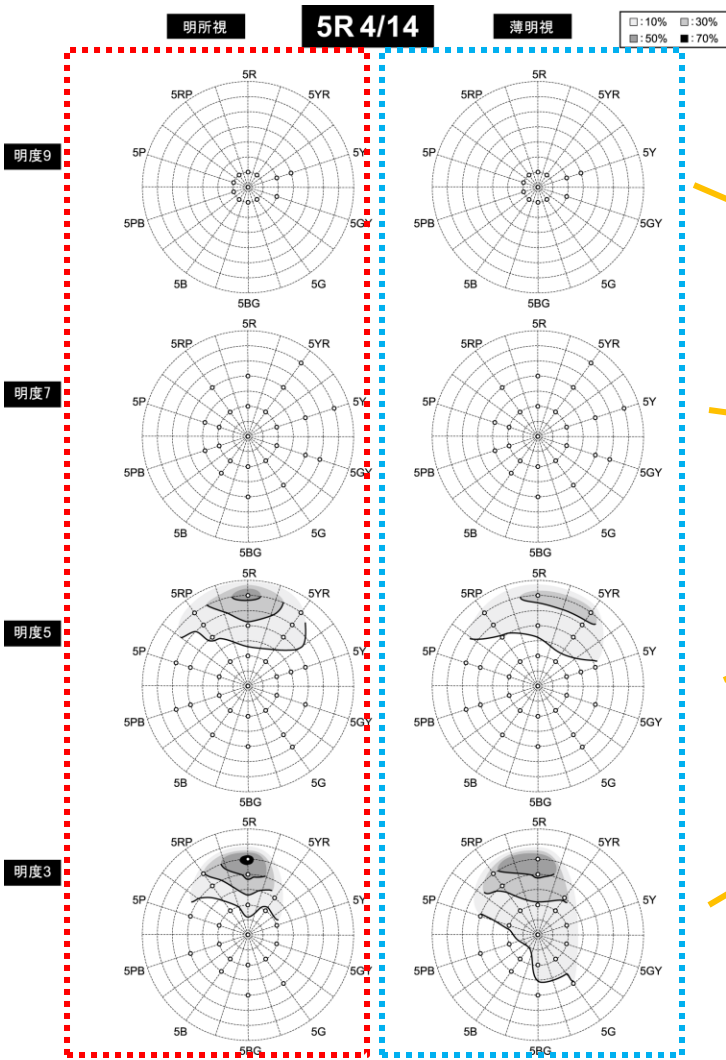 明所視
5R 4/14
薄明視
□:10% ■:30%
■:50% ■:70%
明度9
5R
5YR
5Y
5GY
5G
5BG
5B
5PB
5P
5RP
5R
5YR
5Y
5GY
5G
5BG
5B
5PB
5P
5RP
明度7
5R
5YR
5Y
5GY
5G
5BG
5B
5PB
5P
5RP
5R
5YR
5Y
5GY
5G
5BG
5B
5PB
5P
5RP
明度5
5R
5YR
5Y
5GY
5G
5BG
5B
5PB
5P
5RP
5R
5YR
5Y
5GY
5G
5BG
5B
5PB
5P
5RP
明度3
5R
5YR
5Y
5GY
5G
5BG
5B
5PB
5P
5RP
5R
5YR
5Y
5GY
5G
5BG
5B
5PB
5P
5RP